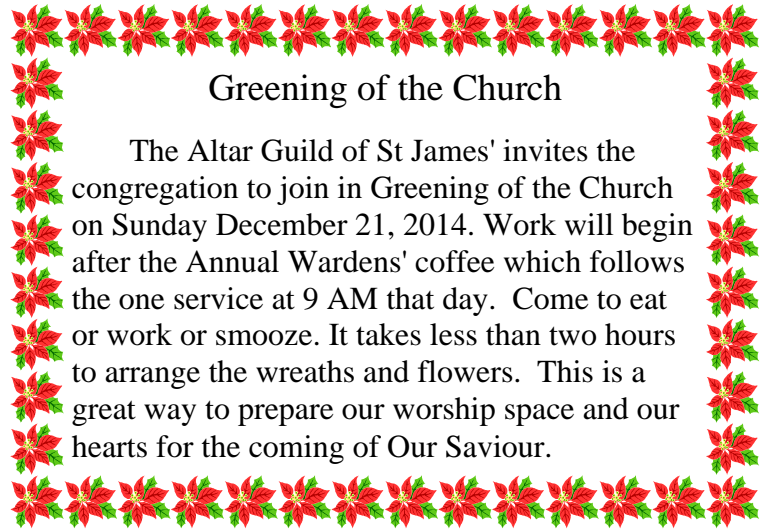 Greening of the Church
The Altar Guild of St James' invites the
congregation to join in Greening of the Church
on Sunday December 21, 2014. Work will begin
after the Annual Wardens' coffee which follows
the one service at 9 AM that day.  Come to eat
or work or smooze. It takes less than two hours
to arrange the wreaths and flowers.  This is a
great way to prepare our worship space and our
hearts for the coming of Our Saviour.